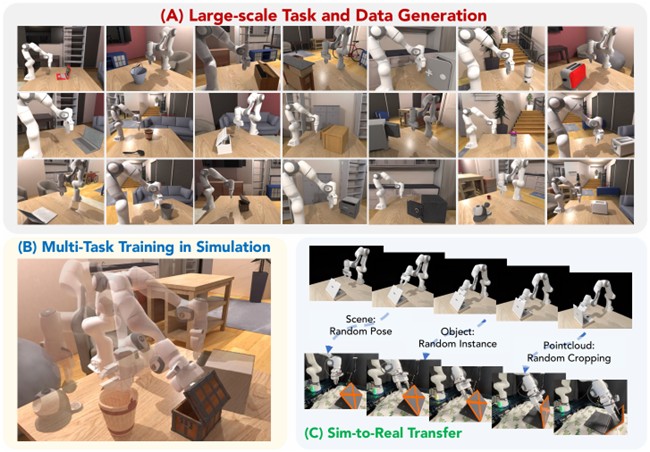 (A) Large-scale Task and Data Generation
(B) Multi-Task Training in Simulation
Scene:
Random Pose
Object:
Random Instance
Pointcloud:
Random Cropping
(C) Sim-to-Real Transfer